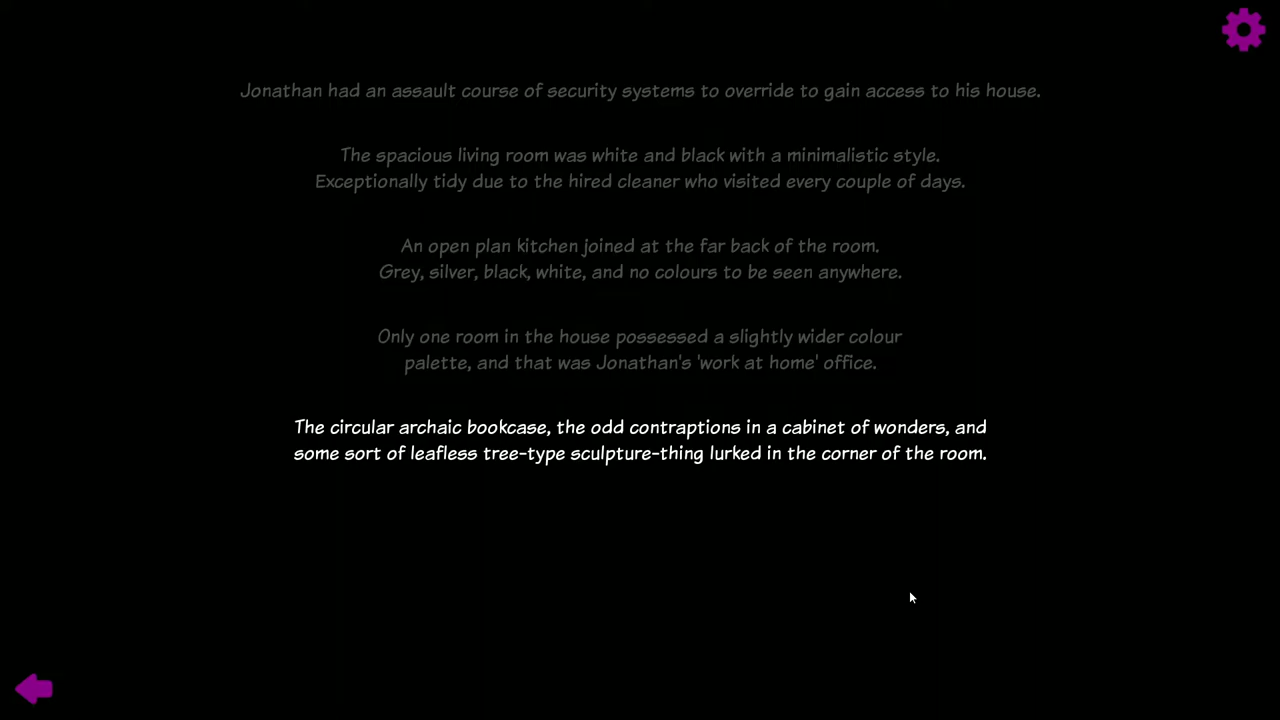 Jonathan had an assault course of security systems to override to gain access to his house.
The spacious living room was white and black with a minimalistic style.
Exceptionally tidy due to the hired cleaner who visited every couple of days.
An open plan kitchen joined at the far back of the room.
Grey, silver, black, white, and no colours to be seen anywhere.
Only one room in the house possessed a slightly wider colour
palette, and that was Jonathan's 'work at home' office.
The circular archaic bookcase, the odd contraptions in a cabinet of wonders, and
some sort of leafless tree-type sculpture-thing lurked in the corner of the room.